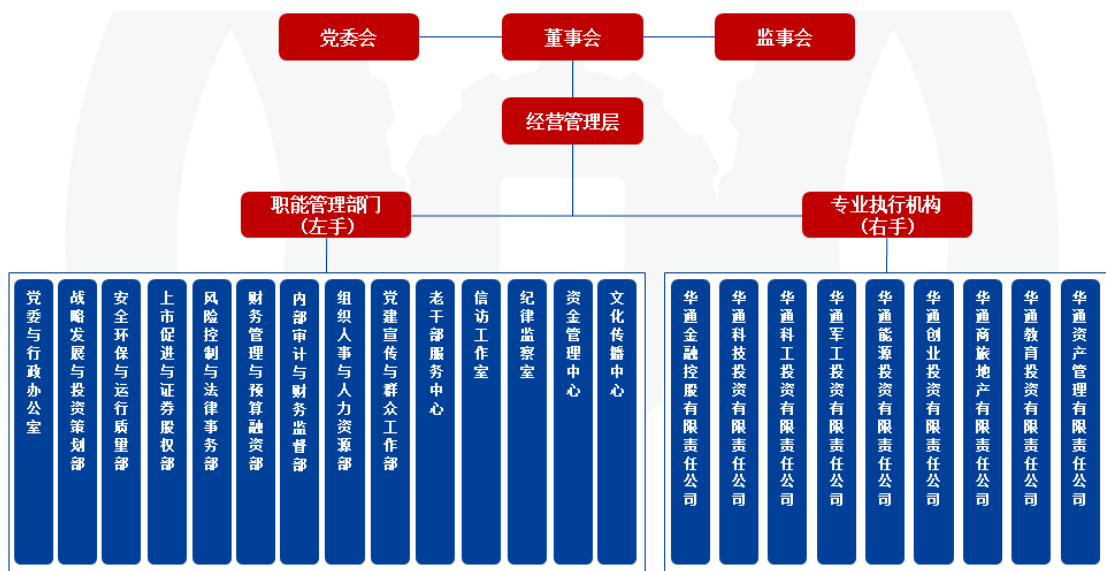 党委会
董事会
监事会
经营管理层
职能管理部门
（左手）
专业执行机构
（右手）
党委与行政办公室
战略发展与投资策划部
安全环保与运行质量部
上市促进与证券股权部
风险控制与法律事务部
财务管理与预算融资部
内部审计与财务监督部
组织人事与人力资源部
党建宣传与群众工作部
老干部服务中心
信访工作室
纪律监察室
资金管理中心
文化传播中心
华通金融控股有限责任公司
华通科技投资有限责任公司
华通科工投资有限责任公司
华通军工投资有限责任公司
华通能源投资有限责任公司
华通创业投资有限责任公司
华通商旅地产有限责任公司
华通教育投资有限责任公司
华通资产管理有限责任公司